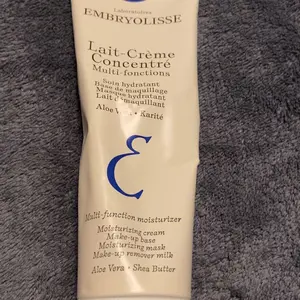 Laboratoires
EMBRYOLISSE
Lait-Crème
Concentré
Multi-fonctions
Soin hydratant
Base de maquillage
Masque hydratant
Lait démaquillant
Aloe Vera • Karité
ε
Multi-function moisturizer
Moisturizing cream
Make-up base
Moisturizing mask
Make-up remover milk
Aloe Vera • Shea Butter